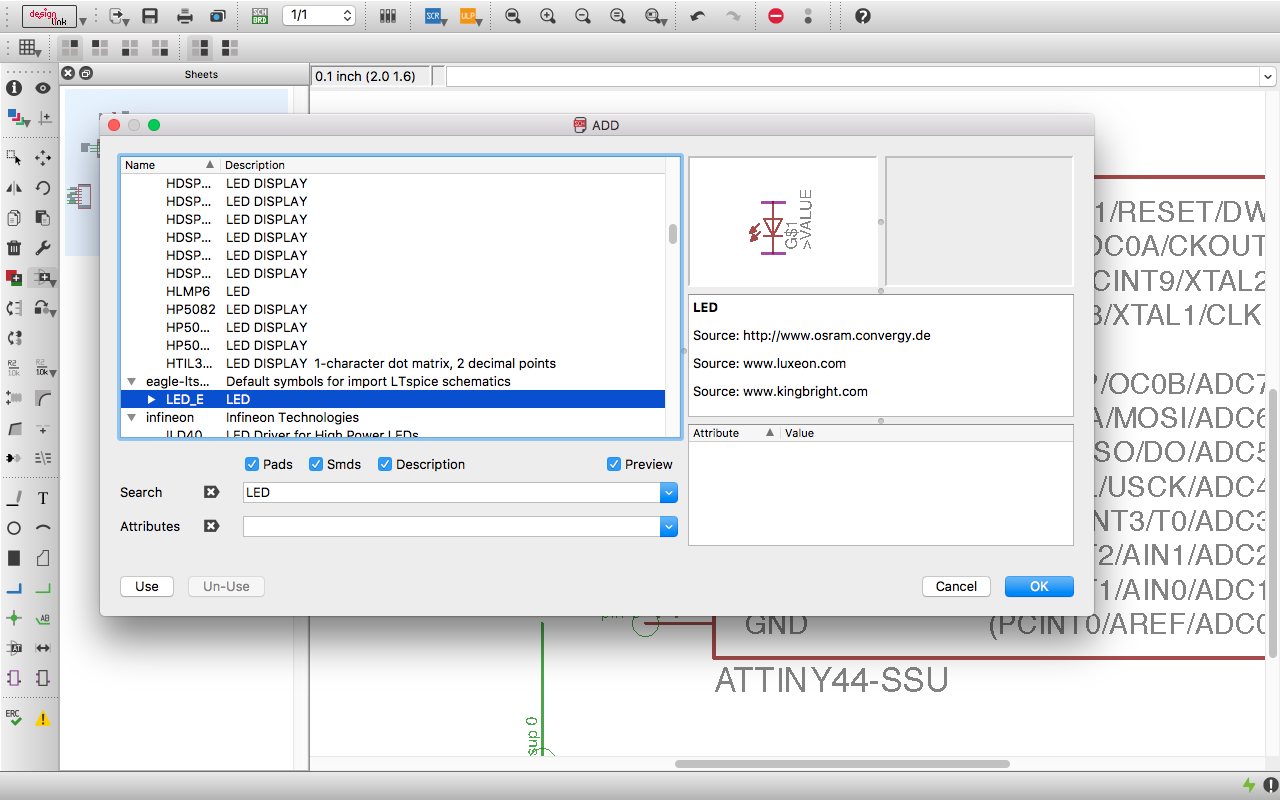 design link
SCH BRD
1/1
SCR
ULP
Sheets
0.1 inch (2.0 1.6)
ADD
Name Description
HDSP... LED DISPLAY
HDSP... LED DISPLAY
HDSP... LED DISPLAY
HDSP... LED DISPLAY
HDSP... LED DISPLAY
HDSP... LED DISPLAY
HLMP6 LED
HP5082 LED DISPLAY
HP50... LED DISPLAY
HP50... LED DISPLAY
HTIL3... LED DISPLAY 1-character dot matrix, 2 decimal points
eagle-lts... Default symbols for import LTspice schematics
LED_E LED
infineon Infineon Technologies
ILD40... LED Driver for High Power LEDs
G$1
>VALUE
LED
Source: http://www.osram.convergy.de
Source: www.luxeon.com
Source: www.kingbright.com
Attribute Value
Pads Smds Description Preview
Search LED
Attributes
Use Un-Use Cancel OK
1/RESET/DW
DC0A/CKOUT
CINT9/XTAL2
/XTAL1/CLK
/OC0B/ADC7
A/MOSI/ADC6
SO/DO/ADC5
/USCK/ADC4
NT3/T0/ADC3
T2/AIN1/ADC2
T1/AIN0/ADC1
GND (PCINT0/AREF/ADC0
ATTINY44-SSU
sup 0
R2 10k
R2 10k
T
AB
AT
ERC